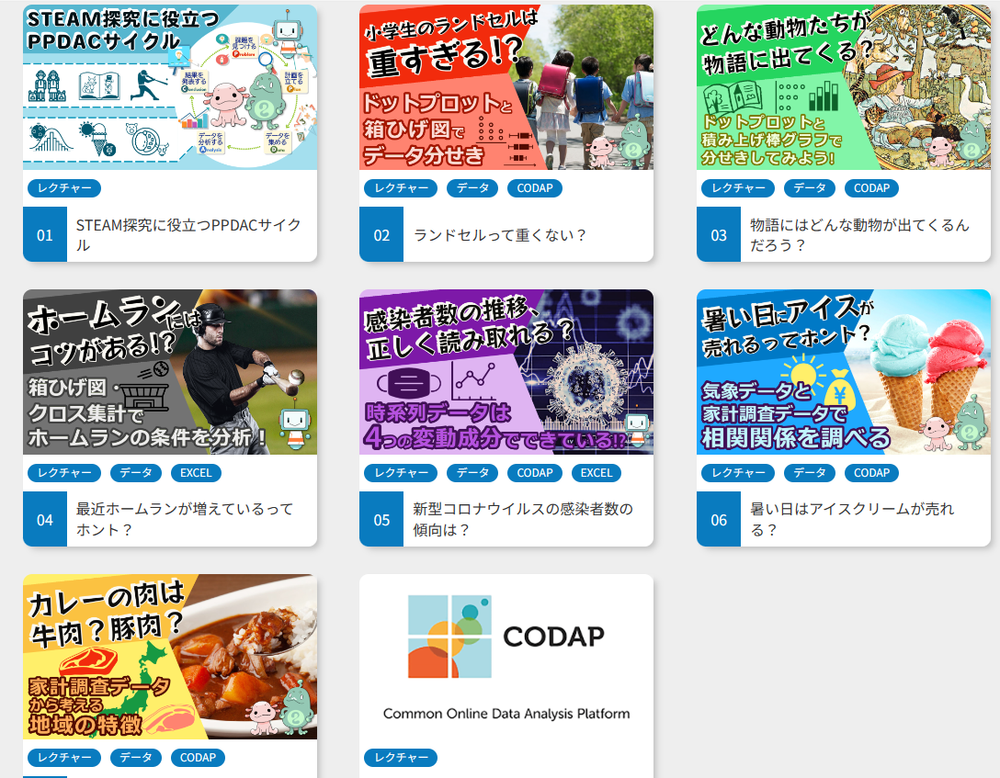 STEAM探究に役立つ
PPDACサイクル
課題を
見つける
Problem
計画を
立てる
Plan
データを
集める
Data
データを
分析する
Analysis
結果を
発表する
Conclusion
レクチャー
01
STEAM探究に役立つPPDACサイク
ル
小学生のランドセルは
重すぎる!?
ドットプロットと
箱ひげ図で
データ分せき
レクチャー データ CODAP
02
ランドセルって重くない？
どんな動物たちが
物語に出てくる？
ドットプロットと
積み上げ棒グラフで
分せきしてみよう!
レクチャー データ CODAP
03
物語にはどんな動物が出てくるん
だろう？
ホームランには
コツがある!?
箱ひげ図・
クロス集計で
ホームランの条件を分析！
レクチャー データ EXCEL
04
最近ホームランが増えているって
ホント？
感染者数の推移、
正しく読み取れる？
時系列データは
4つの変動成分でできている!?
レクチャー データ CODAP EXCEL
05
新型コロナウイルスの感染者数の
傾向は？
暑い日にアイスが
売れるってホント？
¥
気象データと
家計調査データで
相関関係を調べる
レクチャー データ CODAP
06
暑い日はアイスクリームが売れ
る？
カレーの肉は
牛肉？豚肉？
家計調査データ
から考える
地域の特徴
レクチャー データ CODAP
CODAP
Common Online Data Analysis Platform
レクチャー